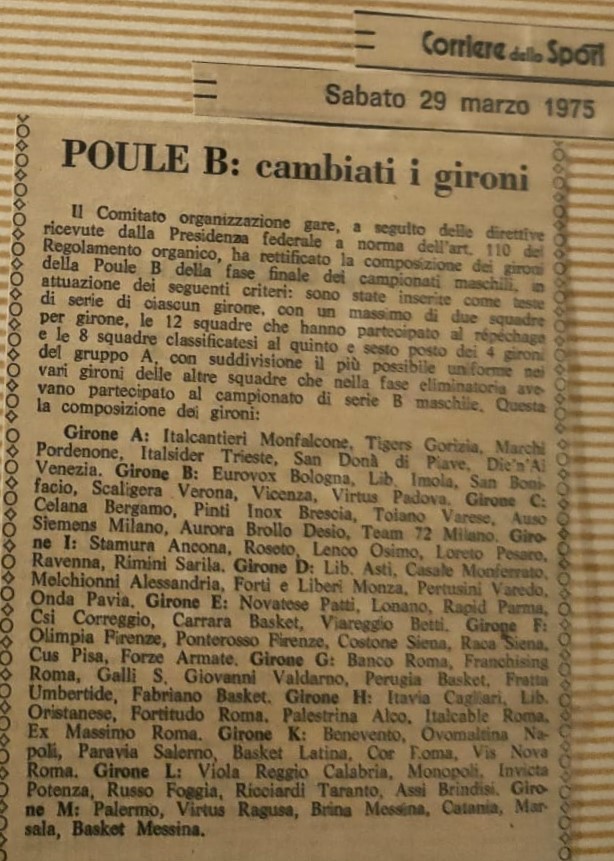 Corriere dello Sport
Sabato 29 marzo 1975
POULE B: cambiati i gironi
Il Comitato organizzazione gare, a seguito delle direttive
ricevute dalla Presidenza federale a norma dell'art. 110 del
Regolamento organico, ha rettificato la composizione dei gironi
della Poule B della fase finale dei campionati maschili, in
attuazione dei seguenti criteri: sono state inserite come teste
di serie di ciascun girone, con un massimo di due squadre
per girone, le 12 squadre che hanno partecipato al répéchage
e le 8 squadre classificatesi al quinto e sesto posto dei 4 gironi
del gruppo A, con suddivisione il più possibile uniforme nei
vari gironi delle altre squadre che nella fase eliminatoria ave-
vano partecipato al campionato di serie B maschile. Questa
la composizione dei gironi:
Girone A: Italcantieri Monfalcone, Tigers Gorizia, Marchi
Pordenone, Italsider Trieste, San Donà di Piave, Die'n'Ai
Venezia. Girone B: Eurovox Bologna, Lib. Imola, San Boni-
facio, Scaligera Verona, Vicenza, Virtus Padova. Girone C:
Celana Bergamo, Pinti Inox Brescia, Tolano Varese, Auso
Siemens Milano, Aurora Brollo Desio, Team 72 Milano. Giro-
ne I: Stamura Ancona, Roseto, Lenco Osimo, Loreto Pesaro,
Ravenna, Rimini Sarila. Girone D: Lib. Asti, Casale Monferrato,
Melchionni Alessandria, Forti e Liberi Monza, Pertusini Varedo,
Onda Pavia. Girone E: Novatese Patti, Lonano, Rapid Parma,
Csi Correggio, Carrara Basket, Viareggio Betti. Girone F:
Olimpia Firenze, Ponterosso Firenze, Costone Siena, Raca Siena,
Cus Pisa, Forze Armate. Girone G: Banco Roma, Franchising
Roma, Galli S. Giovanni Valdarno, Perugia Basket, Fratta
Umbertide, Fabriano Basket. Girone H: Itavia Cagliari, Lib.
Oristanese, Fortitudo Roma, Palestrina Alco, Italcable Roma,
Ex Massimo Roma. Girone K: Benevento, Ovomaltina Na-
poli, Paravia Salerno, Basket Latina, Cor Roma, Vis Nova
Roma. Girone L: Viola Reggio Calabria, Monopoli, Invicta
Potenza, Russo Foggia, Ricciardi Taranto, Assi Brindisi. Giro-
ne M: Palermo, Virtus Ragusa, Brina Messina, Catania, Mar-
sala, Basket Messina.